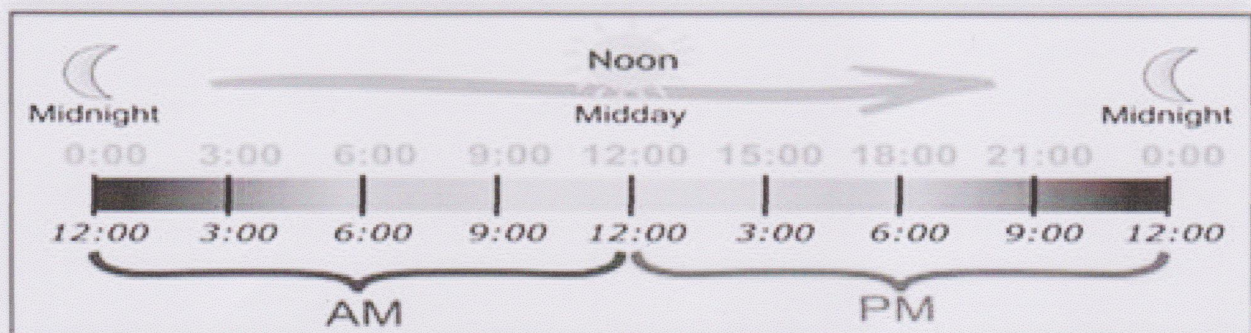 Noon
Midnight Midday Midnight
0:00 3:00 6:00 9:00 12:00 15:00 18:00 21:00 0:00
12:00 3:00 6:00 9:00 12:00 3:00 6:00 9:00 12:00
AM PM